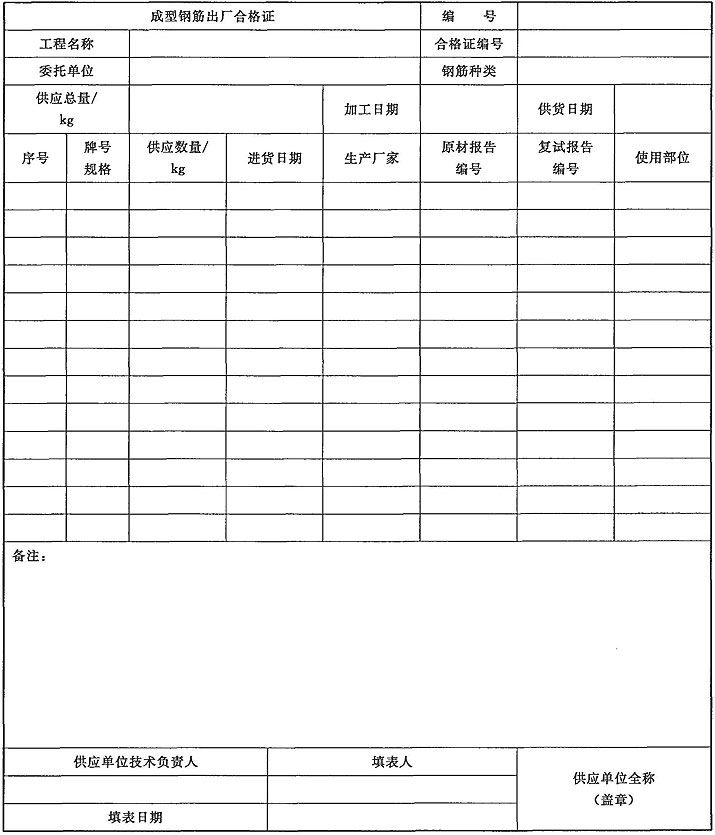 成型钢筋出厂合格证 编 号
工程名称 合格证编号
委托单位 钢筋种类
供应总量/
kg
加工日期 供货日期
序号
牌号
规格
供应数量/
kg
进货日期 生产厂家
原材报告
编号
复试报告
编号
使用部位
备注：
供应单位技术负责人 填表人
供应单位全称
（盖章）
填表日期